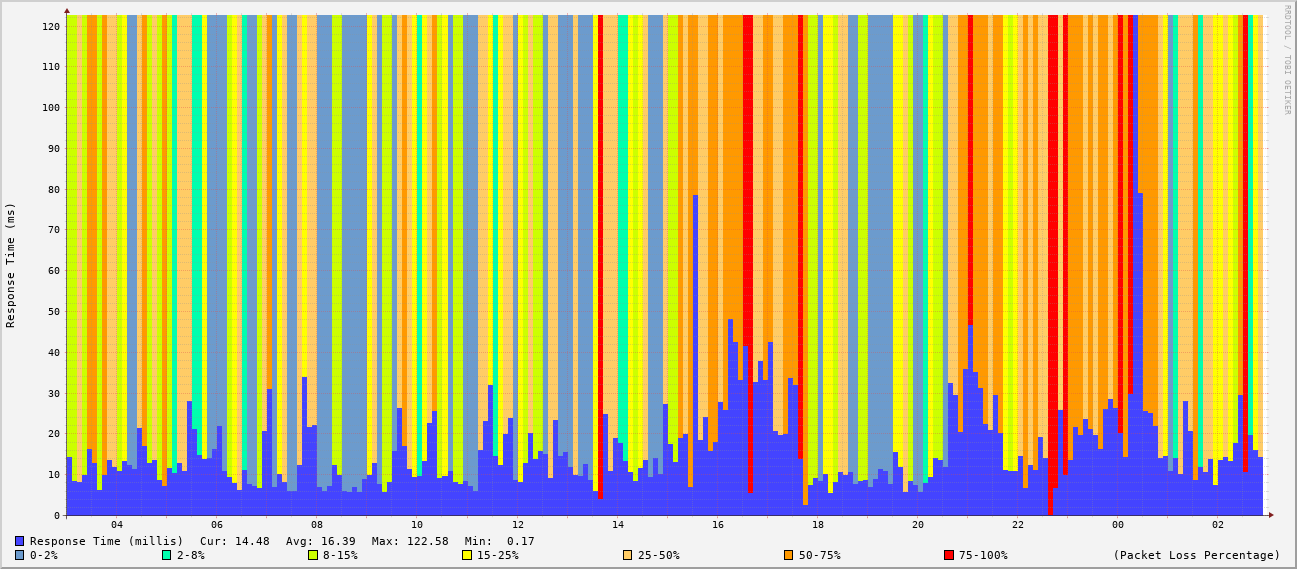 RRDTOOL / TOBI OETIKER
Response Time (ms)
120
110
100
90
80
70
60
50
40
30
20
10
0
04 06 08 10 12 14 16 18 20 22 00 02
Response Time (millis) Cur: 14.48 Avg: 16.39 Max: 122.58 Min: 0.17
0-2% 2-8% 8-15% 15-25% 25-50% 50-75% 75-100% (Packet Loss Percentage)